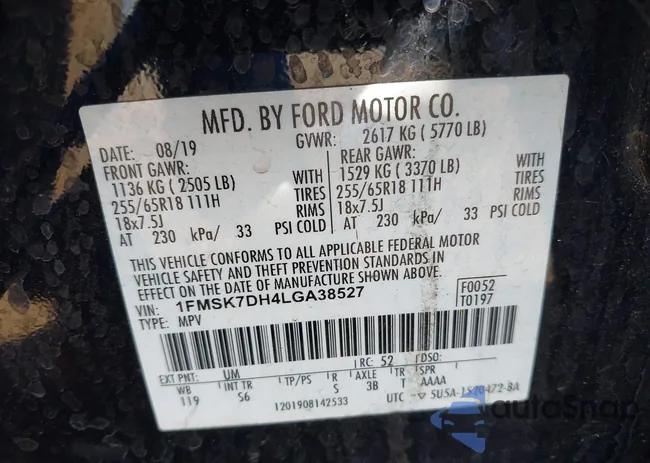 MFD. BY FORD MOTOR CO.
DATE: 08/19 GVWR: 2617 KG ( 5770 LB)
FRONT GAWR: REAR GAWR:
1136 KG ( 2505 LB) WITH 1529 KG ( 3370 LB) WITH
255/65R18 111H TIRES 255/65R18 111H TIRES
18x7.5J RIMS 18x7.5J RIMS
AT 230 kPa/ 33 PSI COLD AT 230 kPa/ 33 PSI COLD
THIS VEHICLE CONFORMS TO ALL APPLICABLE FEDERAL MOTOR
VEHICLE SAFETY AND THEFT PREVENTION STANDARDS IN
EFFECT ON THE DATE OF MANUFACTURE SHOWN ABOVE.
VIN: 1FMSK7DH4LGA38527 F0052
TYPE: MPV T0197
EXT PNT: UM RC: 52 DSO:
WB INT TR TP/PS R AXLE TR SPR
119 S6 S 3B T AAAA
1201908142533 UTC
autoSnap